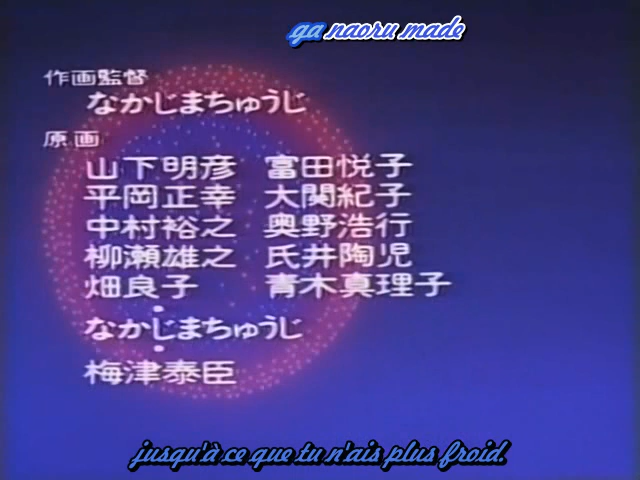 ga naoru made
作画監督
なかじまちゅうじ
原画
山下明彦 富田悦子
平岡正幸 大関紀子
中村裕之 奥野浩行
柳瀬雄之 氏井陶児
畑良子 青木真理子
なかじまちゅうじ
梅津泰臣
jusqu'à ce que tu n'ais plus froid.